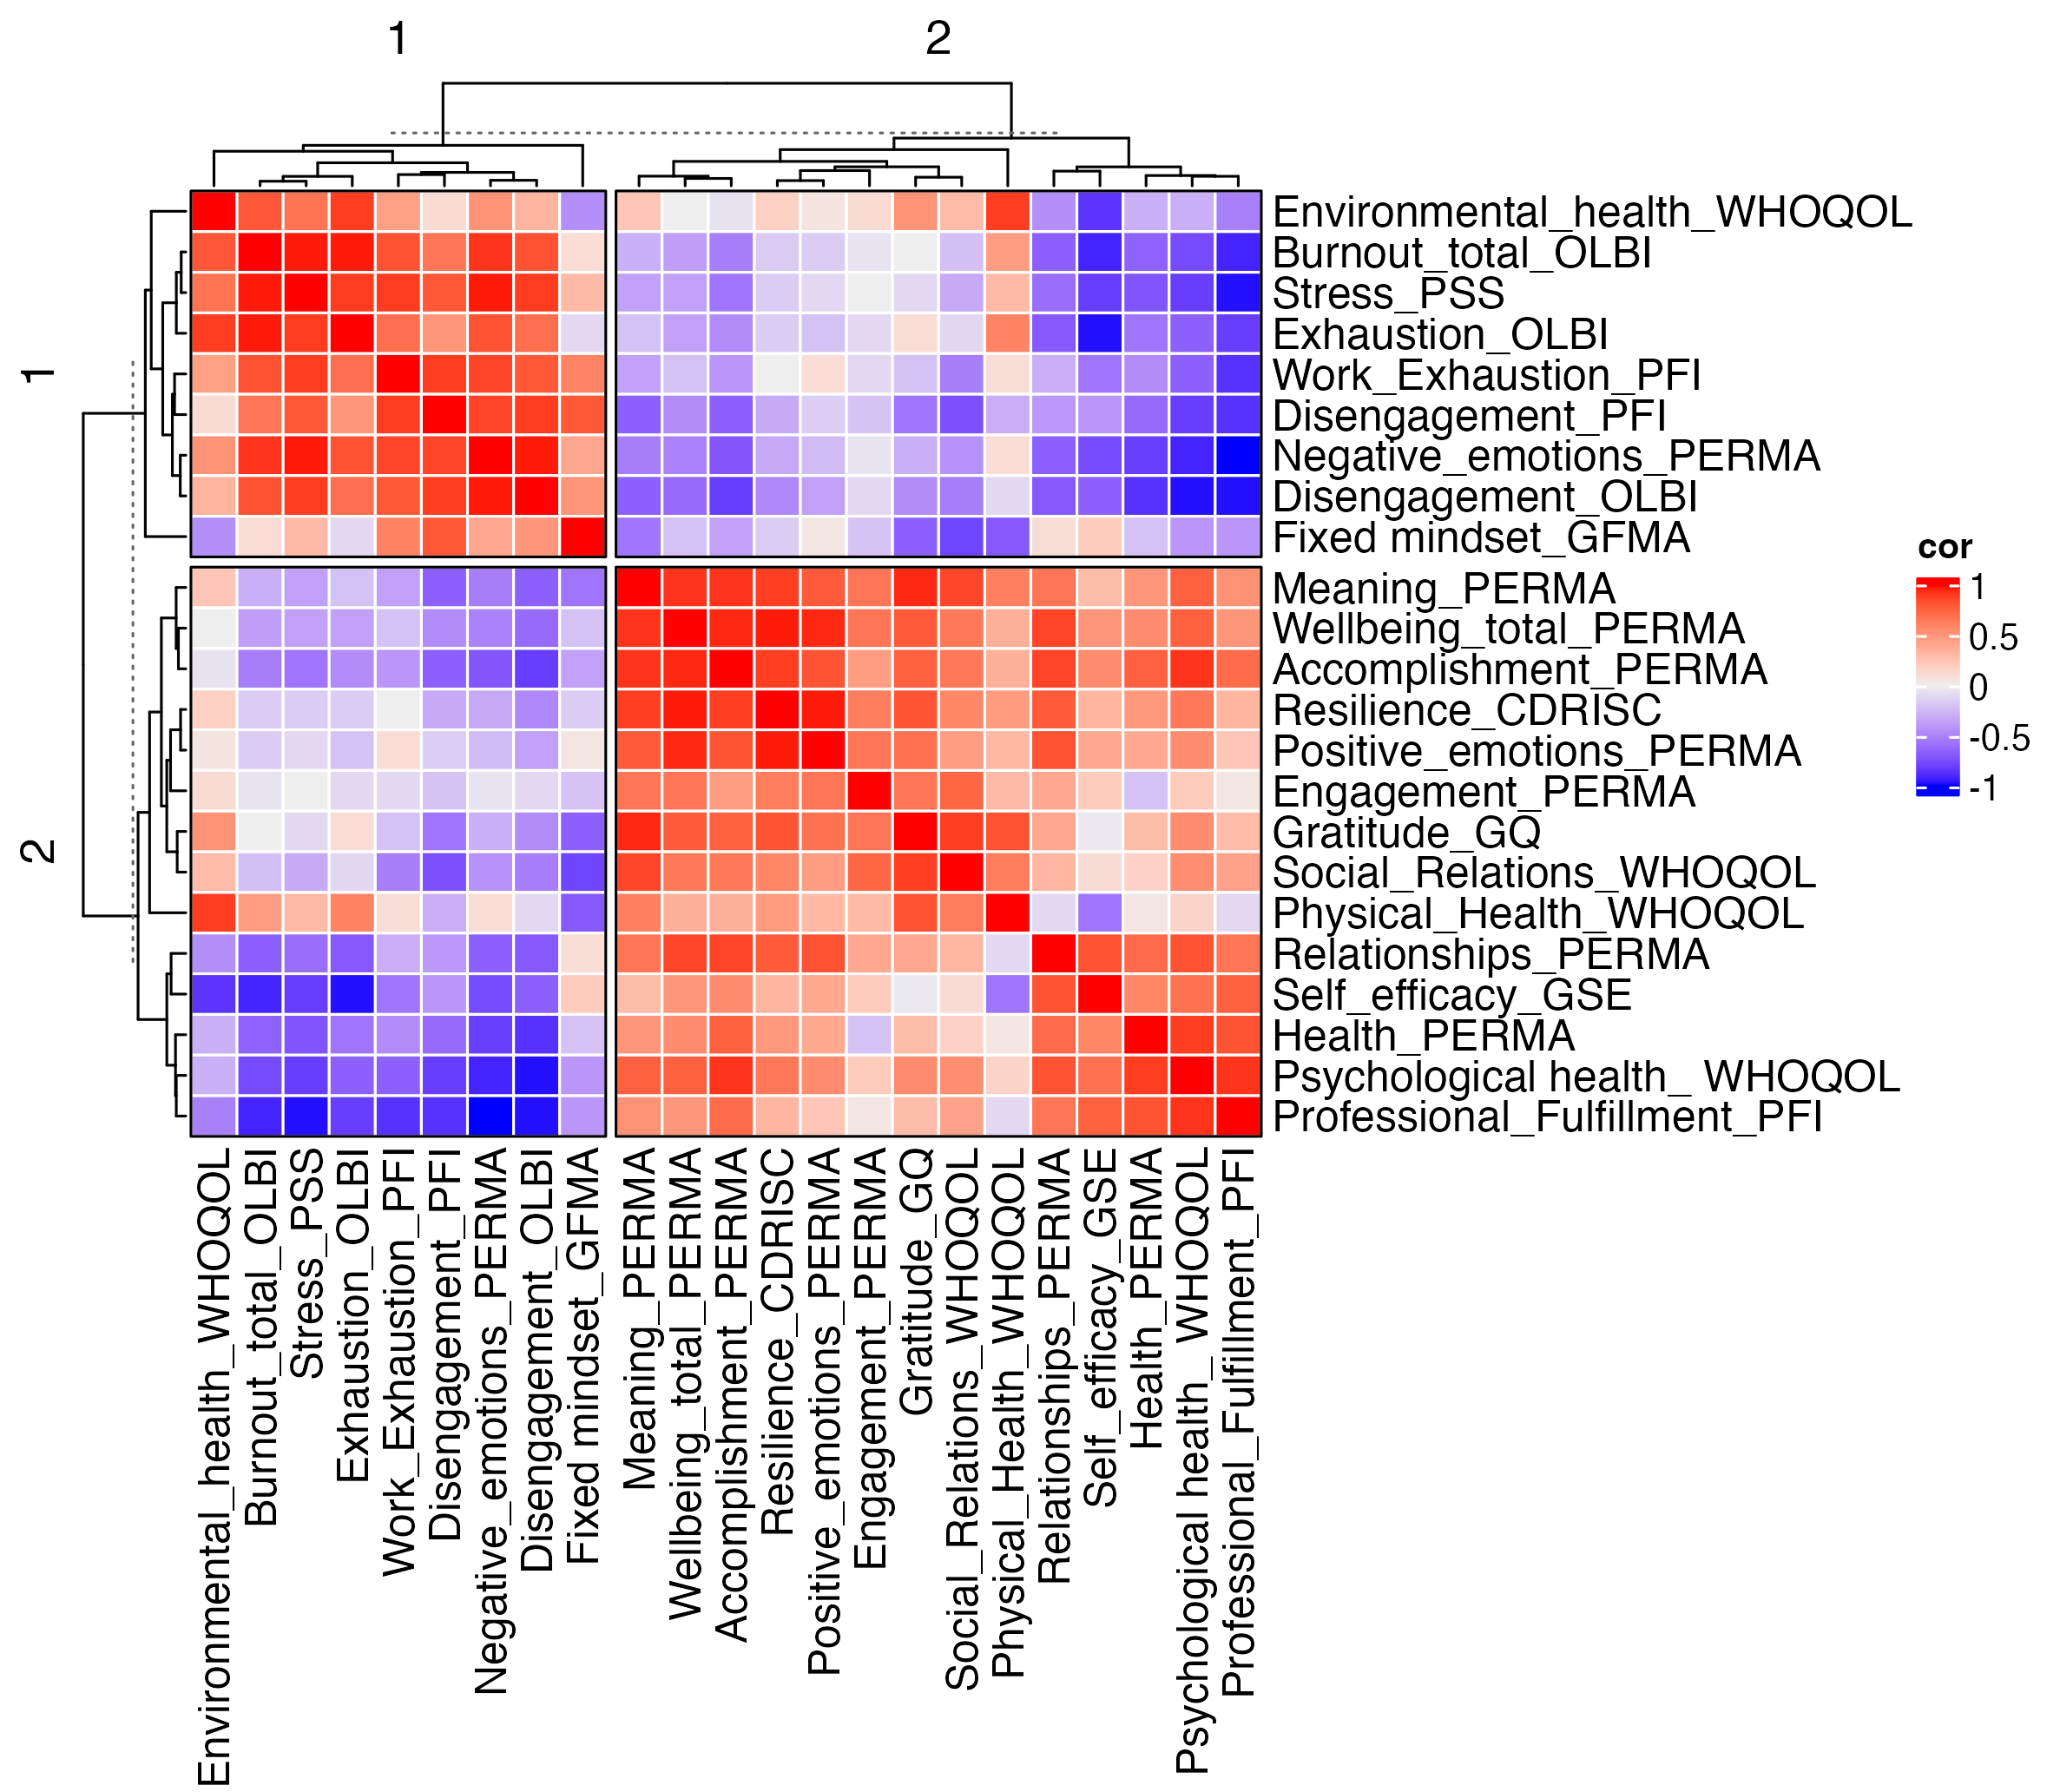 1
2
1
2
Environmental_health_WHOQOL
Burnout_total_OLBI
Stress_PSS
Exhaustion_OLBI
Work_Exhaustion_PFI
Disengagement_PFI
Negative_emotions_PERMA
Disengagement_OLBI
Fixed mindset_GFMA
Meaning_PERMA
Wellbeing_total_PERMA
Accomplishment_PERMA
Resilience_CDRISC
Positive_emotions_PERMA
Engagement_PERMA
Gratitude_GQ
Social_Relations_WHOQOL
Physical_Health_WHOQOL
Relationships_PERMA
Self_efficacy_GSE
Health_PERMA
Psychological health_ WHOQOL
Professional_Fulfillment_PFI
cor
1
0.5
0
-0.5
-1
Environmental_health_WHOQOL
Burnout_total_OLBI
Stress_PSS
Exhaustion_OLBI
Work_Exhaustion_PFI
Disengagement_PFI
Negative_emotions_PERMA
Disengagement_OLBI
Fixed mindset_GFMA
Meaning_PERMA
Wellbeing_total_PERMA
Accomplishment_PERMA
Resilience_CDRISC
Positive_emotions_PERMA
Engagement_PERMA
Gratitude_GQ
Social_Relations_WHOQOL
Physical_Health_WHOQOL
Relationships_PERMA
Self_efficacy_GSE
Health_PERMA
Psychological health_ WHOQOL
Professional_Fulfillment_PFI